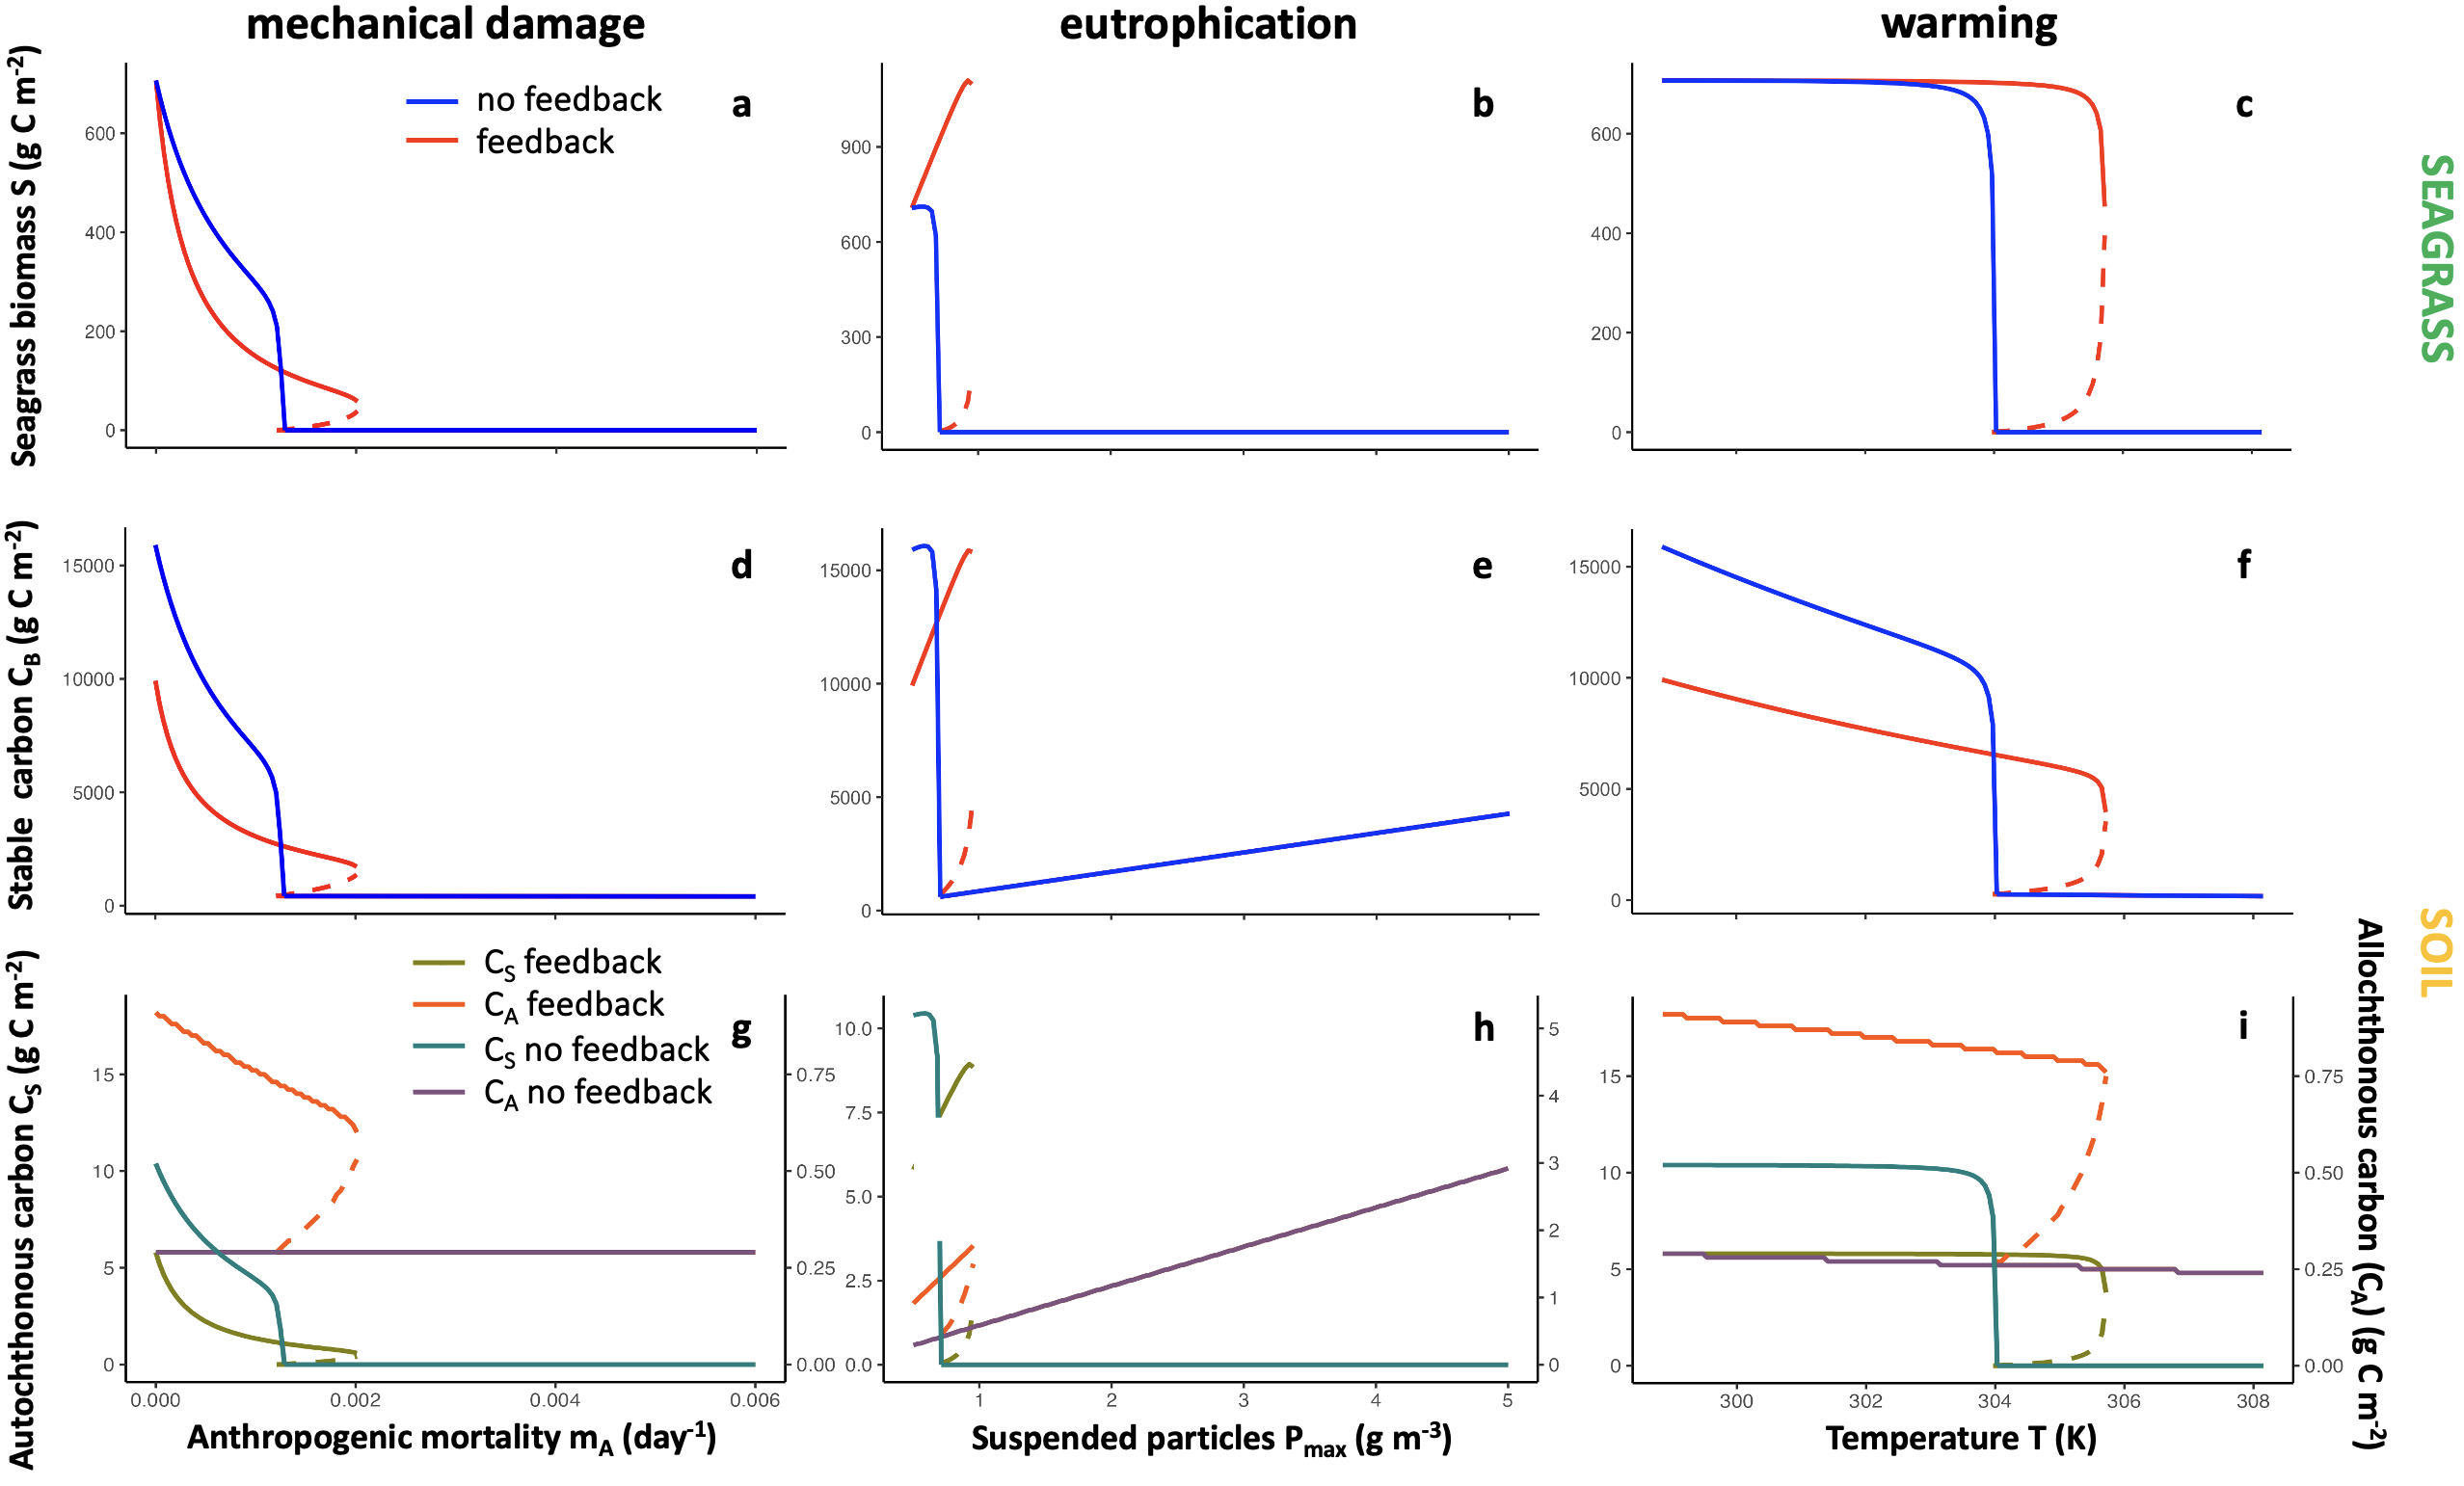 mechanical damage
eutrophication
warming
Seagrass biomass S (g C m-2)
600
400
200
0
no feedback
feedback
a
900
600
300
0
b
600
400
200
0
c
SEAGRASS
Stable carbon CB (g C m-2)
15000
10000
5000
0
d
15000
10000
5000
0
e
15000
10000
5000
0
f
SOIL
Autochthonous carbon CS (g C m-2)
15
10
5
0
CS feedback
CA feedback
CS no feedback
CA no feedback
g
0.75
0.50
0.25
0.00
10.0
7.5
5.0
2.5
0.0
h
5
4
3
2
1
0
15
10
5
0
i
0.75
0.50
0.25
0.00
Allochthonous carbon (CA) (g C m-2)
0.000 0.002 0.004 0.006
1 2 3 4 5
300 302 304 306 308
Anthropogenic mortality mA (day-1)
Suspended particles Pmax (g m-3)
Temperature T (K)